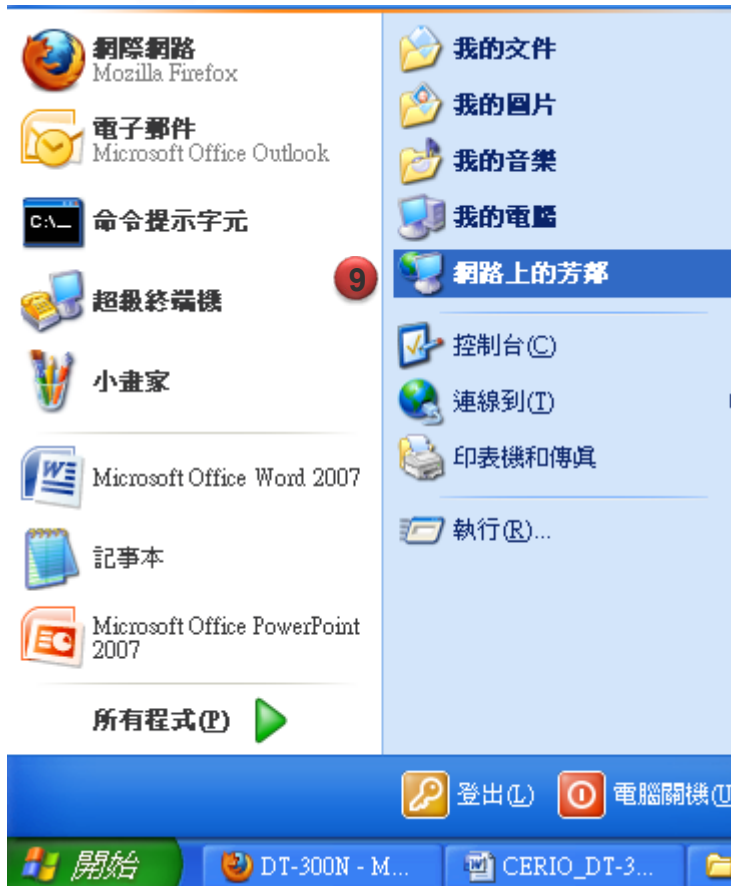 網際網路
Mozilla Firefox
電子郵件
Microsoft Office Outlook
C:\_
命令提示字元
超級終端機
小畫家
Microsoft Office Word 2007
記事本
Microsoft Office PowerPoint
2007
所有程式(P)
我的文件
我的圖片
我的音樂
我的電腦
9
網路上的芳鄰
控制台(C)
連線到(T)
印表機和傳真
執行(R)...
登出(L)
電腦關機(U
開始
DT-300N - M...
CERIO_DT-3...